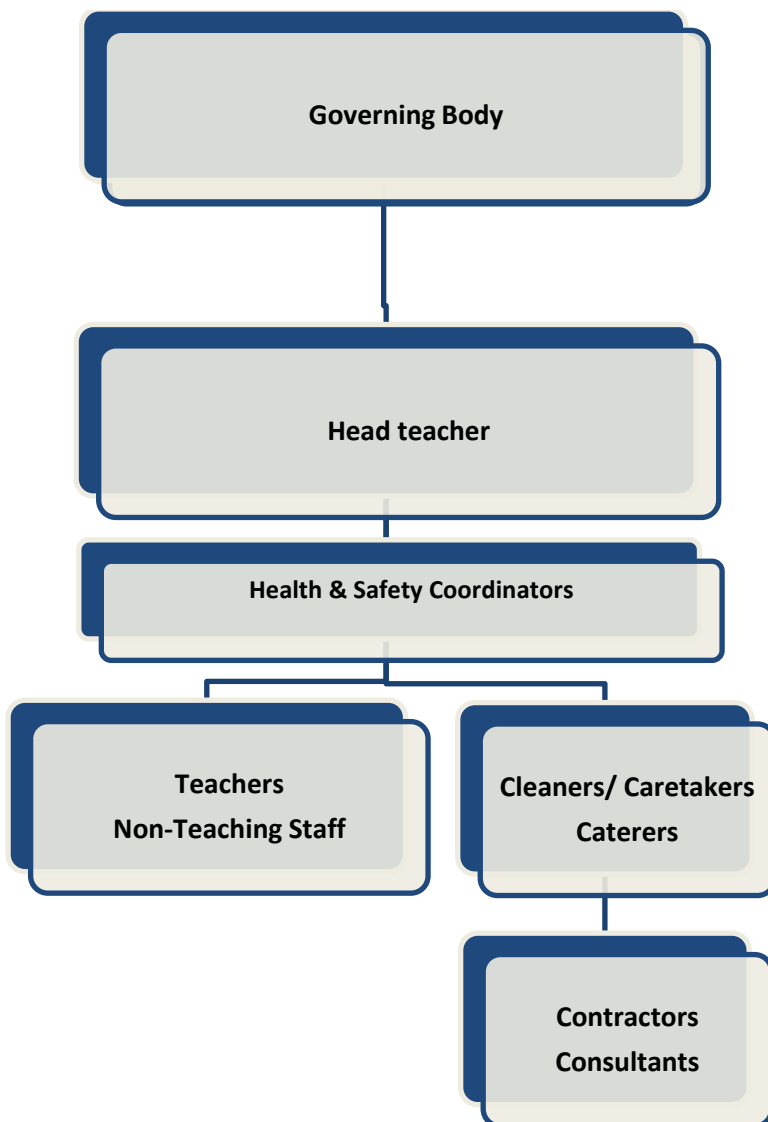 Governing Body
Head teacher
Health & Safety Coordinators
Teachers
Non-Teaching Staff
Cleaners/ Caretakers
Caterers
Contractors
Consultants